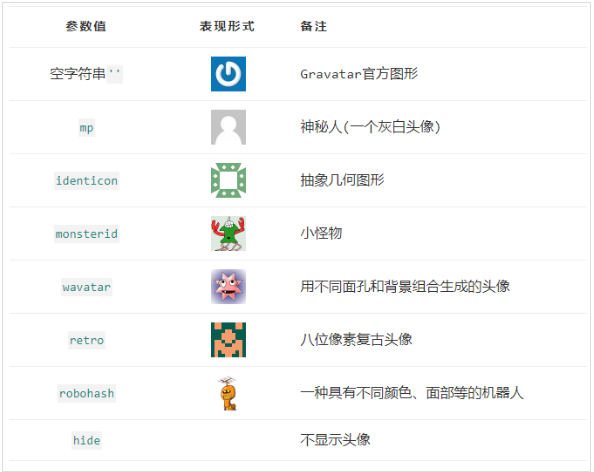 参数值 表现形式 备注
空字符串'' Gravatar官方图形
mp 神秘人(一个灰白头像)
identicon 抽象几何图形
monsterid 小怪物
wavatar 用不同面孔和背景组合生成的头像
retro 八位像素复古头像
robohash 一种具有不同颜色、面部等的机器人
hide 不显示头像